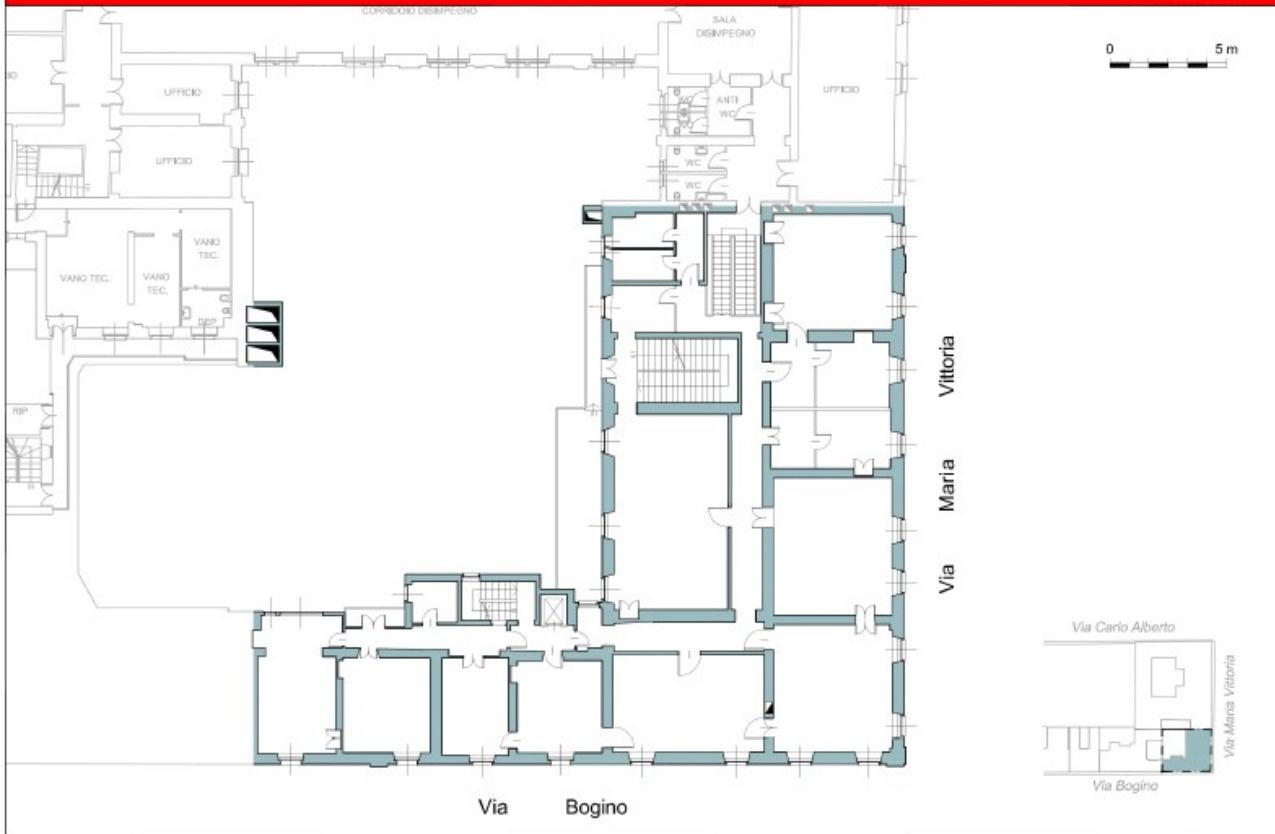 CORRIDOIO DISIMPEGNO
SALA
DISIMPEGNO
0 5 m
UFFICIO
WC
ANTI
WC
UFFICIO
UFFICIO
WC
WC
VANO
TEC.
VANO TEC.
VANO
TEC.
DEP
RIP
Via Maria Vittoria
Via Bogino
Via Carlo Alberto
Via Maria Vittoria
Via Bogino